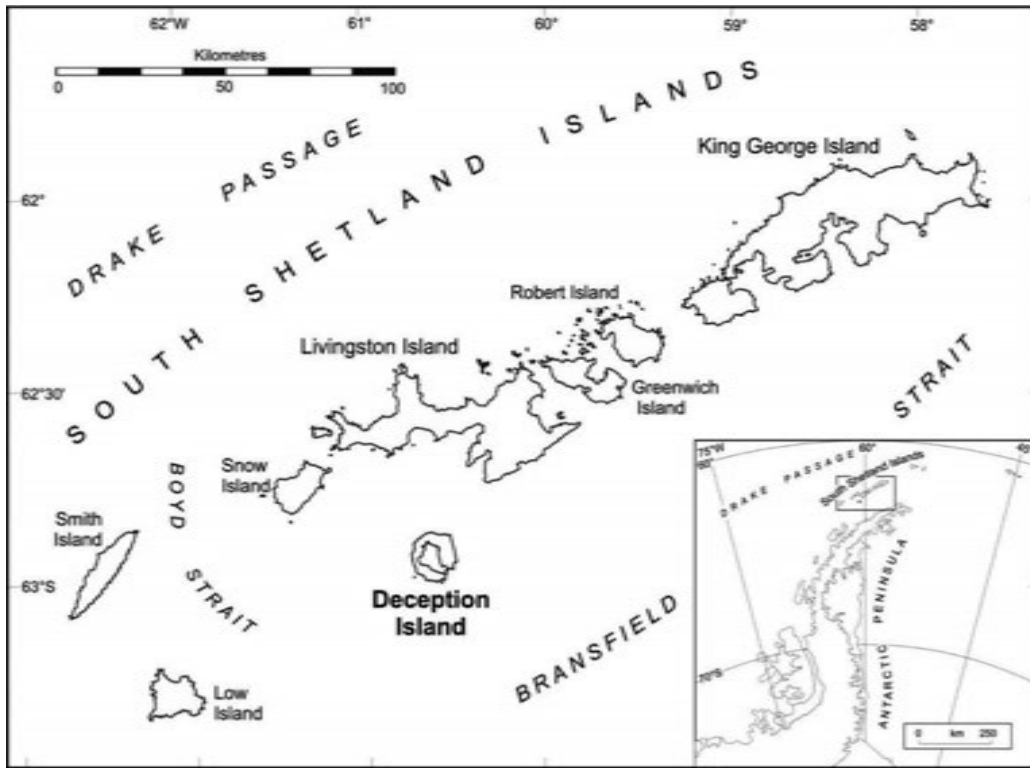 62°W
61°
60°
59°
58°
Kilometres
0 50 100
DRAKE PASSAGE
SOUTH SHETLAND ISLANDS
King George Island
62°
Robert Island
Livingston Island
62°30'
Greenwich
Island
STRAIT
Snow
Island
BOYD
Smith
Island
STRAIT
63°S
Deception
Island
BRANSFIELD
Low
Island
75°W
60°
60°
45°
DRAKE PASSAGE
South Shetland Islands
ANTARCTIC PENINSULA
70°S
0 km 250